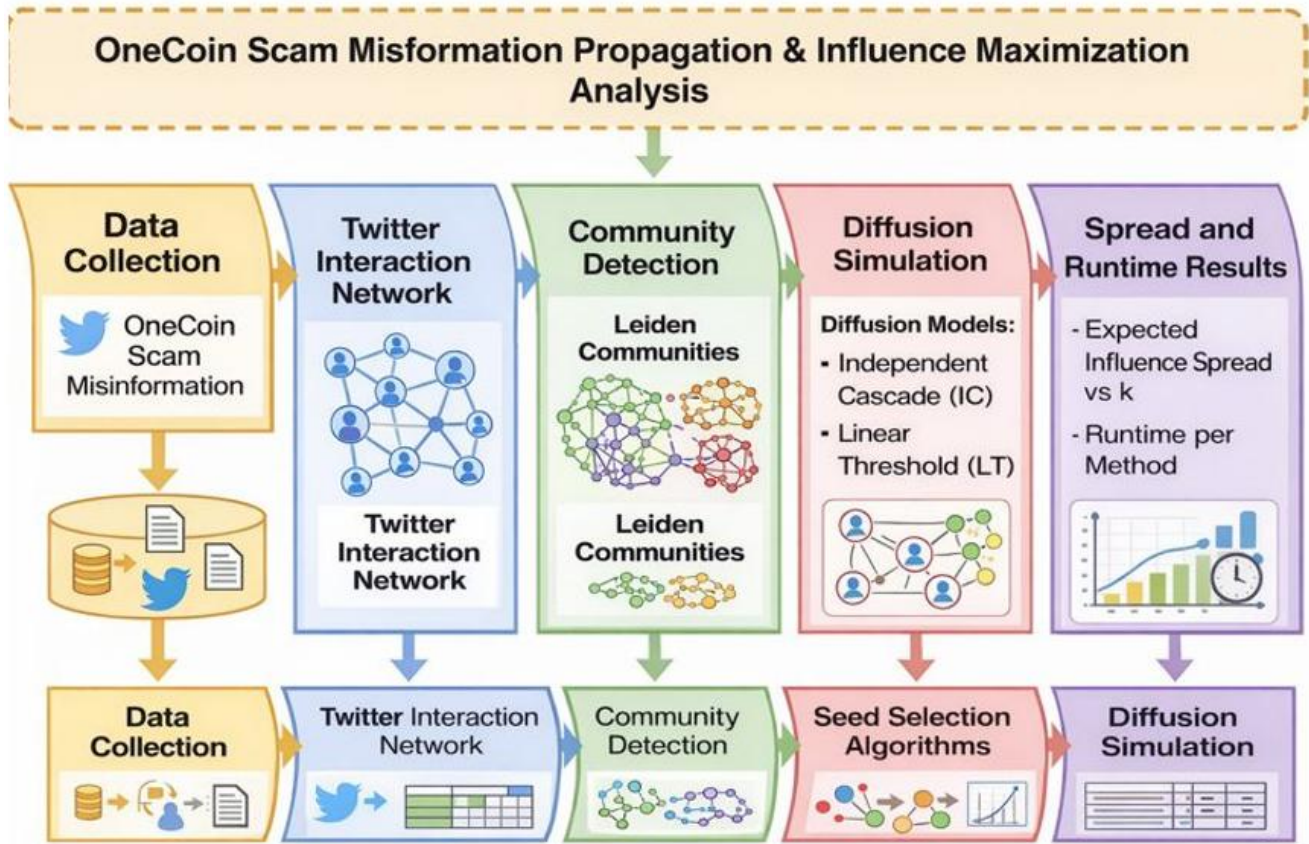 OneCoin Scam Misformation Propagation & Influence Maximization
Analysis
Data
Collection
OneCoin
Scam
Misinformation
Twitter
Interaction
Network
Twitter
Interaction
Network
Community
Detection
Leiden
Communities
Leiden
Communities
Diffusion
Simulation
Diffusion Models:
- Independent
Cascade (IC)
- Linear
Threshold (LT)
Spread and
Runtime Results
- Expected
Influence Spread
vs k
- Runtime per
Method
Data
Collection
Twitter Interaction
Network
Community
Detection
Seed Selection
Algorithms
Diffusion
Simulation